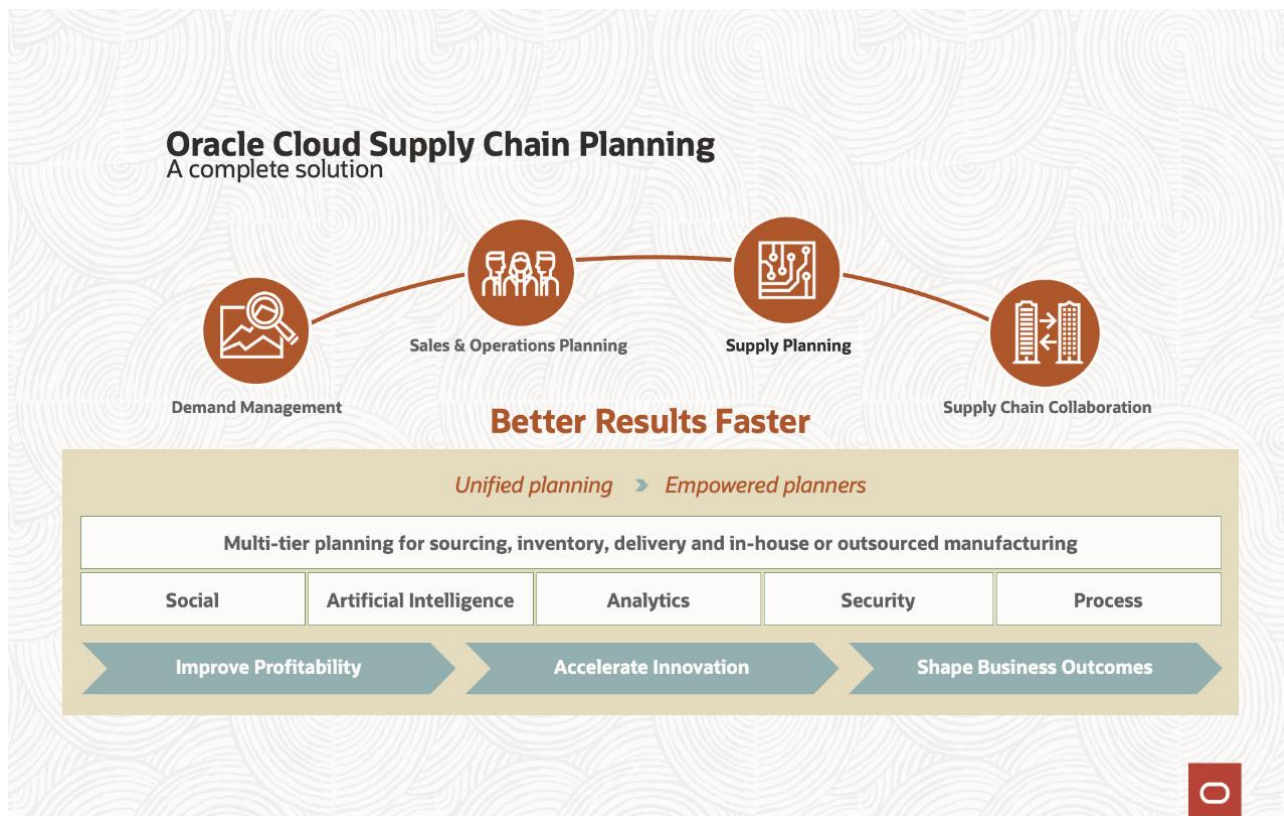 Oracle Cloud Supply Chain Planning
A complete solution
Sales & Operations Planning
Supply Planning
Demand Management
Supply Chain Collaboration
Better Results Faster
Unified planning > Empowered planners
Multi-tier planning for sourcing, inventory, delivery and in-house or outsourced manufacturing
Social
Artificial Intelligence
Analytics
Security
Process
Improve Profitability
Accelerate Innovation
Shape Business Outcomes